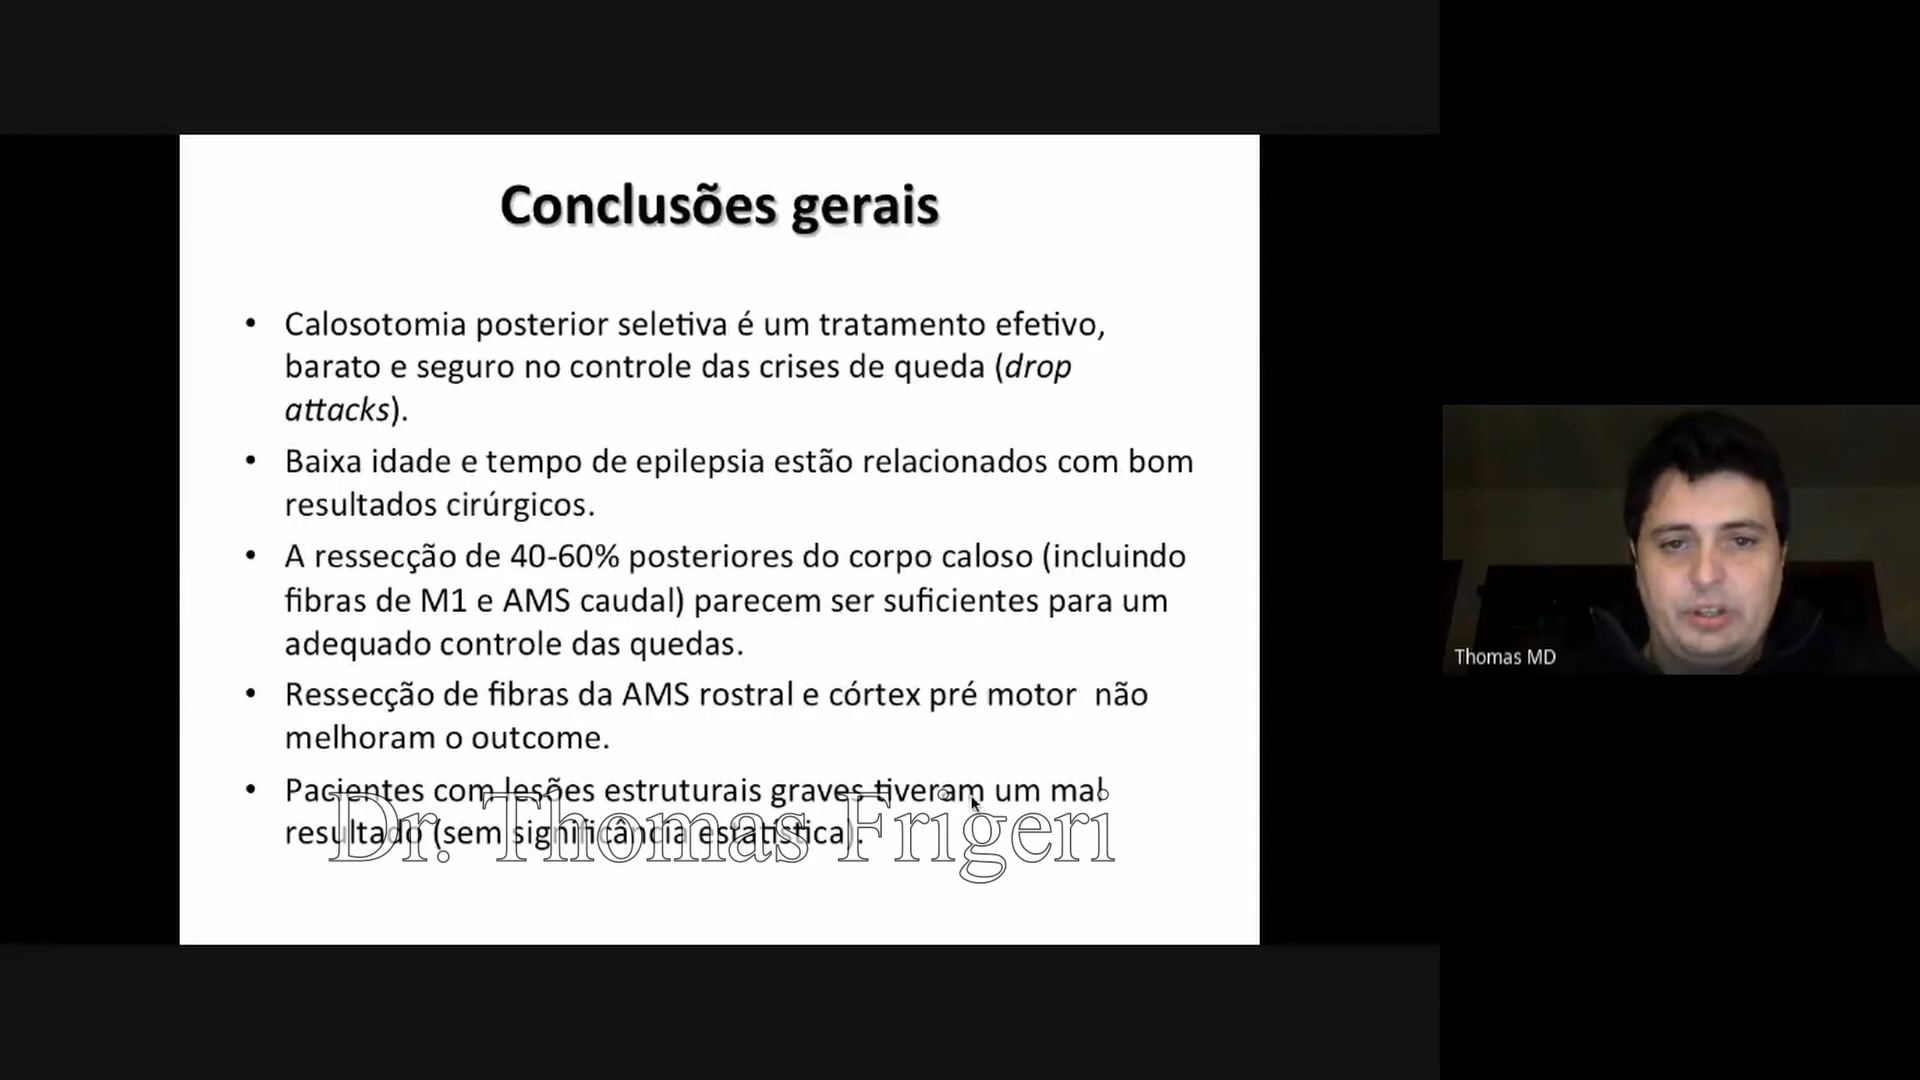 Conclusões gerais
• Calosotomia posterior seletiva é um tratamento efetivo,
barato e seguro no controle das crises de queda (drop
attacks).
• Baixa idade e tempo de epilepsia estão relacionados com bom
resultados cirúrgicos.
• A ressecção de 40-60% posteriores do corpo caloso (incluindo
fibras de M1 e AMS caudal) parecem ser suficientes para um
adequado controle das quedas.
• Ressecção de fibras da AMS rostral e córtex pré motor não
melhoram o outcome.
• Pacientes com lesões estruturais graves tiveram um mal
resultado (sem significância estatística).
Dr. Thomas Frigeri
Thomas MD